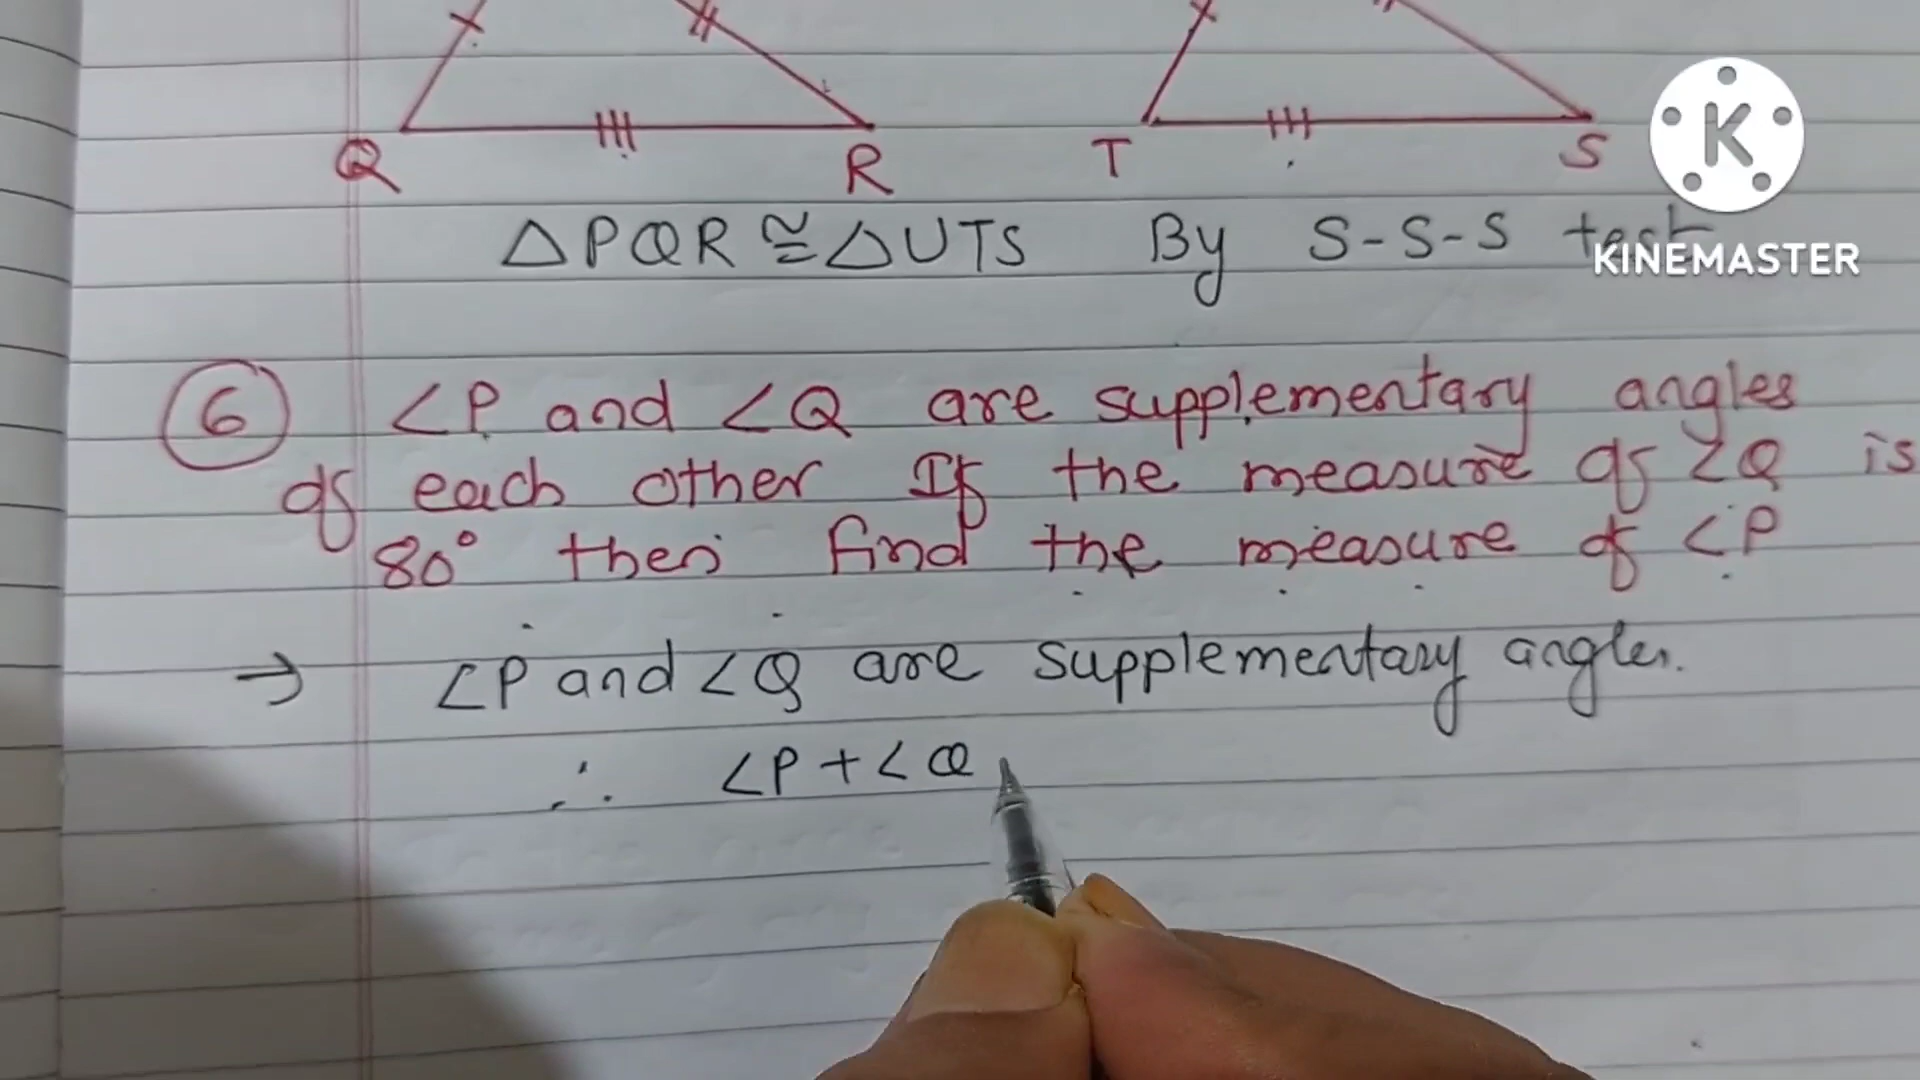 Q R T S
K
△PQR ≅ △UTS By S-S-S test
KINEMASTER
6 ∠P and ∠Q are supplementary angles
of each other If the measure of ∠Q is
80° then find the measure of ∠P
→ ∠P and ∠Q are supplementary angles.
∴ ∠P + ∠Q